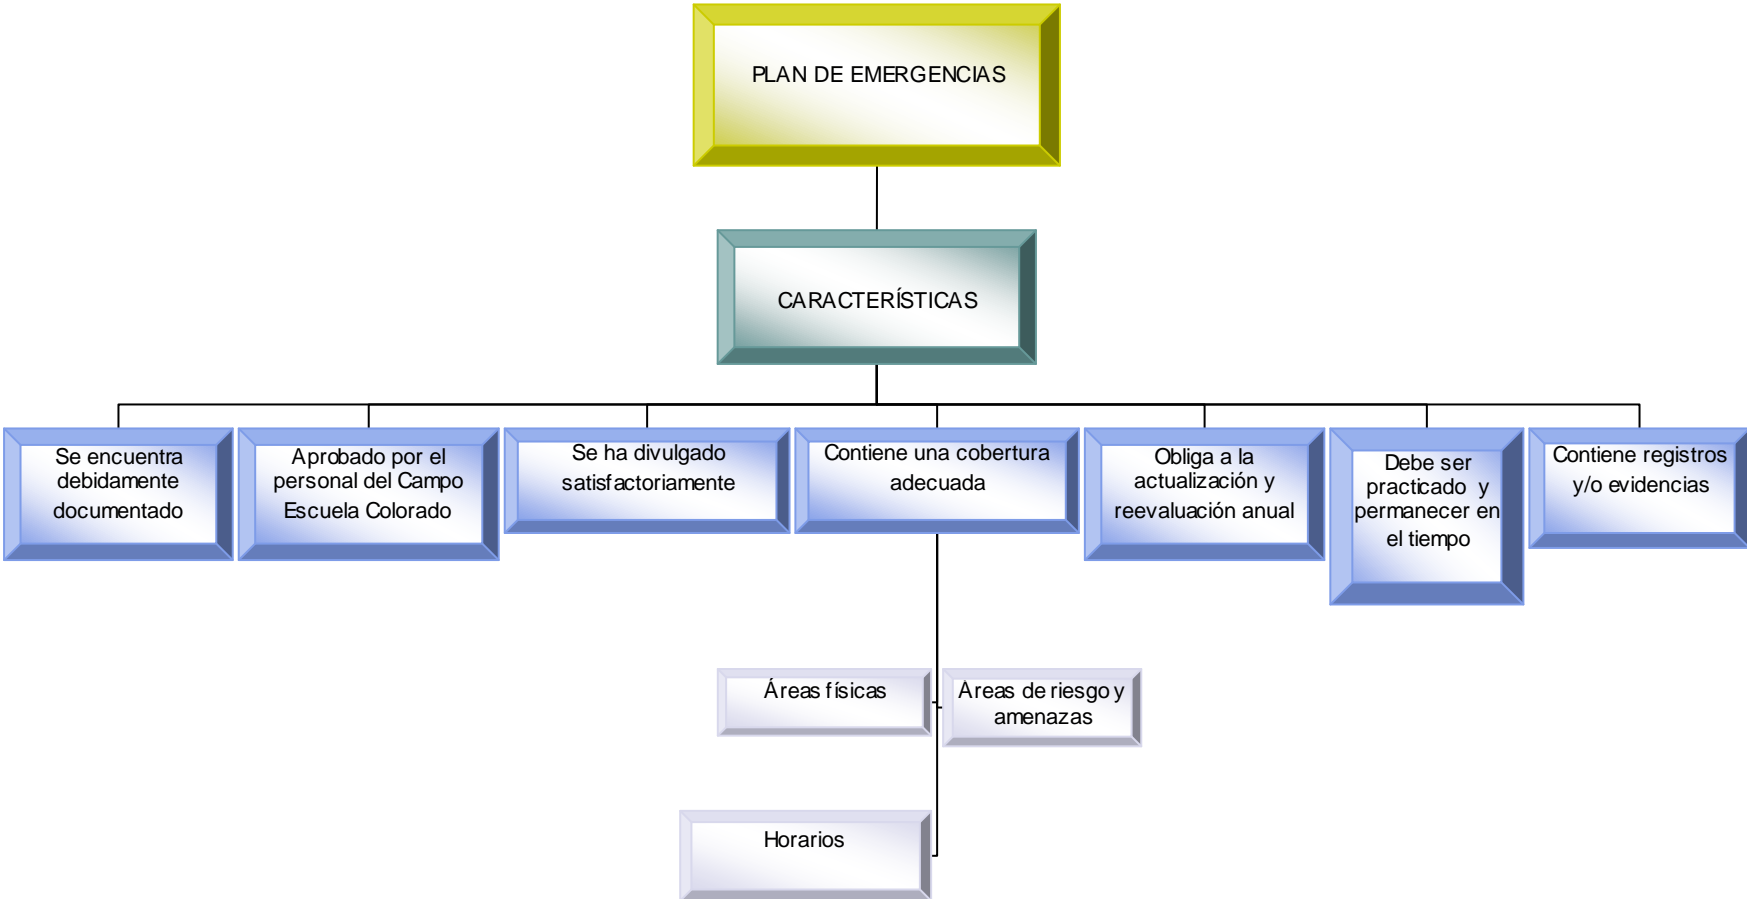 PLAN DE EMERGENCIAS
CARACTERÍSTICAS
Se encuentra
debidamente
documentado
Aprobado por el
personal del Campo
Escuela Colorado
Se ha divulgado
satisfactoriamente
Contiene una cobertura
adecuada
Obliga a la
actualización y
reevaluación anual
Debe ser
practicado y
permanecer en
el tiempo
Contiene registros
y/o evidencias
Áreas físicas
Áreas de riesgo y
amenazas
Horarios